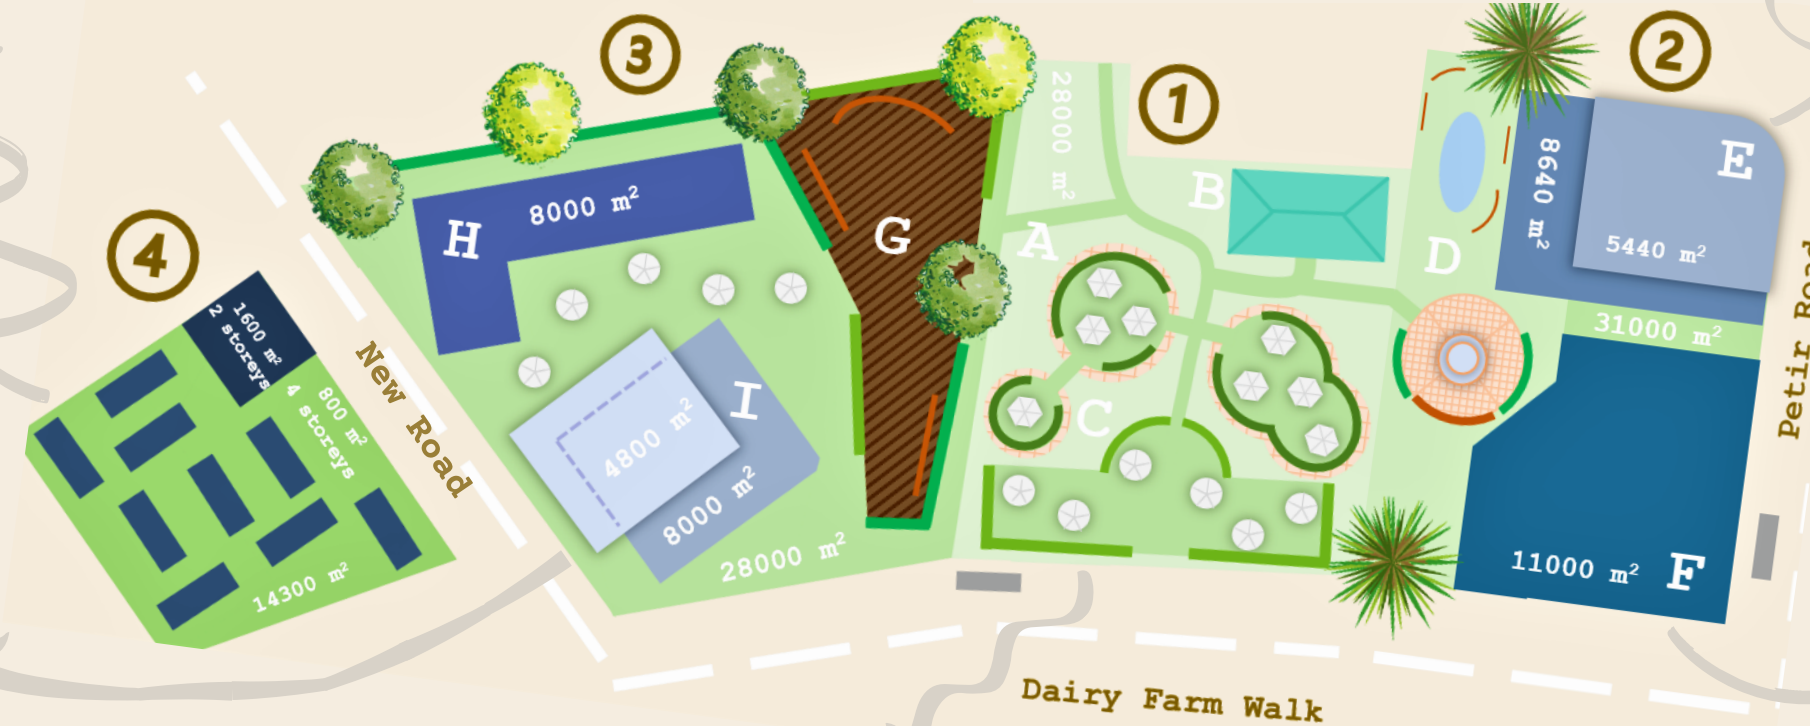 3
2
1
28000 m²
B
E
8640 m²
5440 m²
H
8000 m²
G
A
D
4
1600 m²
2 storeys
31000 m²
New Road
800 m²
4 storeys
I
4800 m²
8000 m²
C
Petir Road
14300 m²
28000 m²
11000 m²
F
Dairy Farm Walk